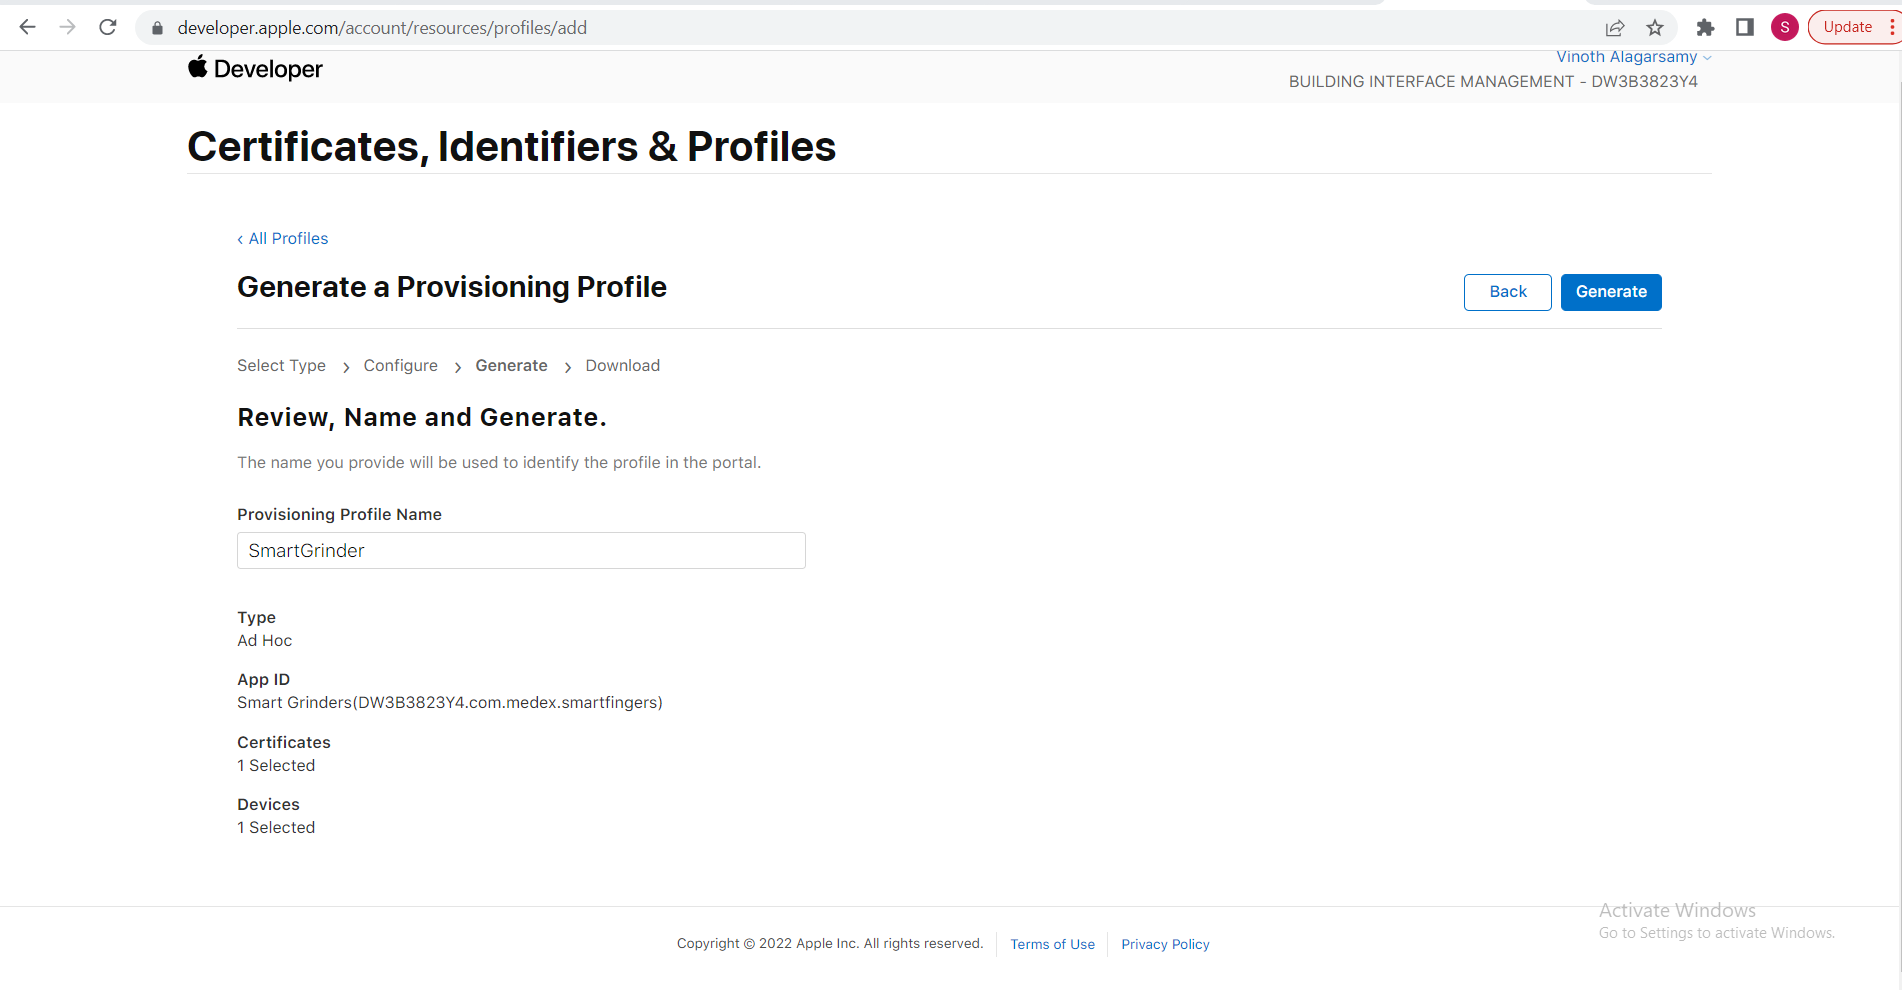 developer.apple.com/account/resources/profiles/add
S
Update
Developer
Vinoth Alagarsamy
BUILDING INTERFACE MANAGEMENT - DW3B3823Y4
Certificates, Identifiers & Profiles
‹ All Profiles
Generate a Provisioning Profile
Back
Generate
Select Type › Configure › Generate › Download
Review, Name and Generate.
The name you provide will be used to identify the profile in the portal.
Provisioning Profile Name
SmartGrinder
Type
Ad Hoc
App ID
Smart Grinders(DW3B3823Y4.com.medex.smartfingers)
Certificates
1 Selected
Devices
1 Selected
Activate Windows
Go to Settings to activate Windows.
Copyright © 2022 Apple Inc. All rights reserved.
Terms of Use
Privacy Policy